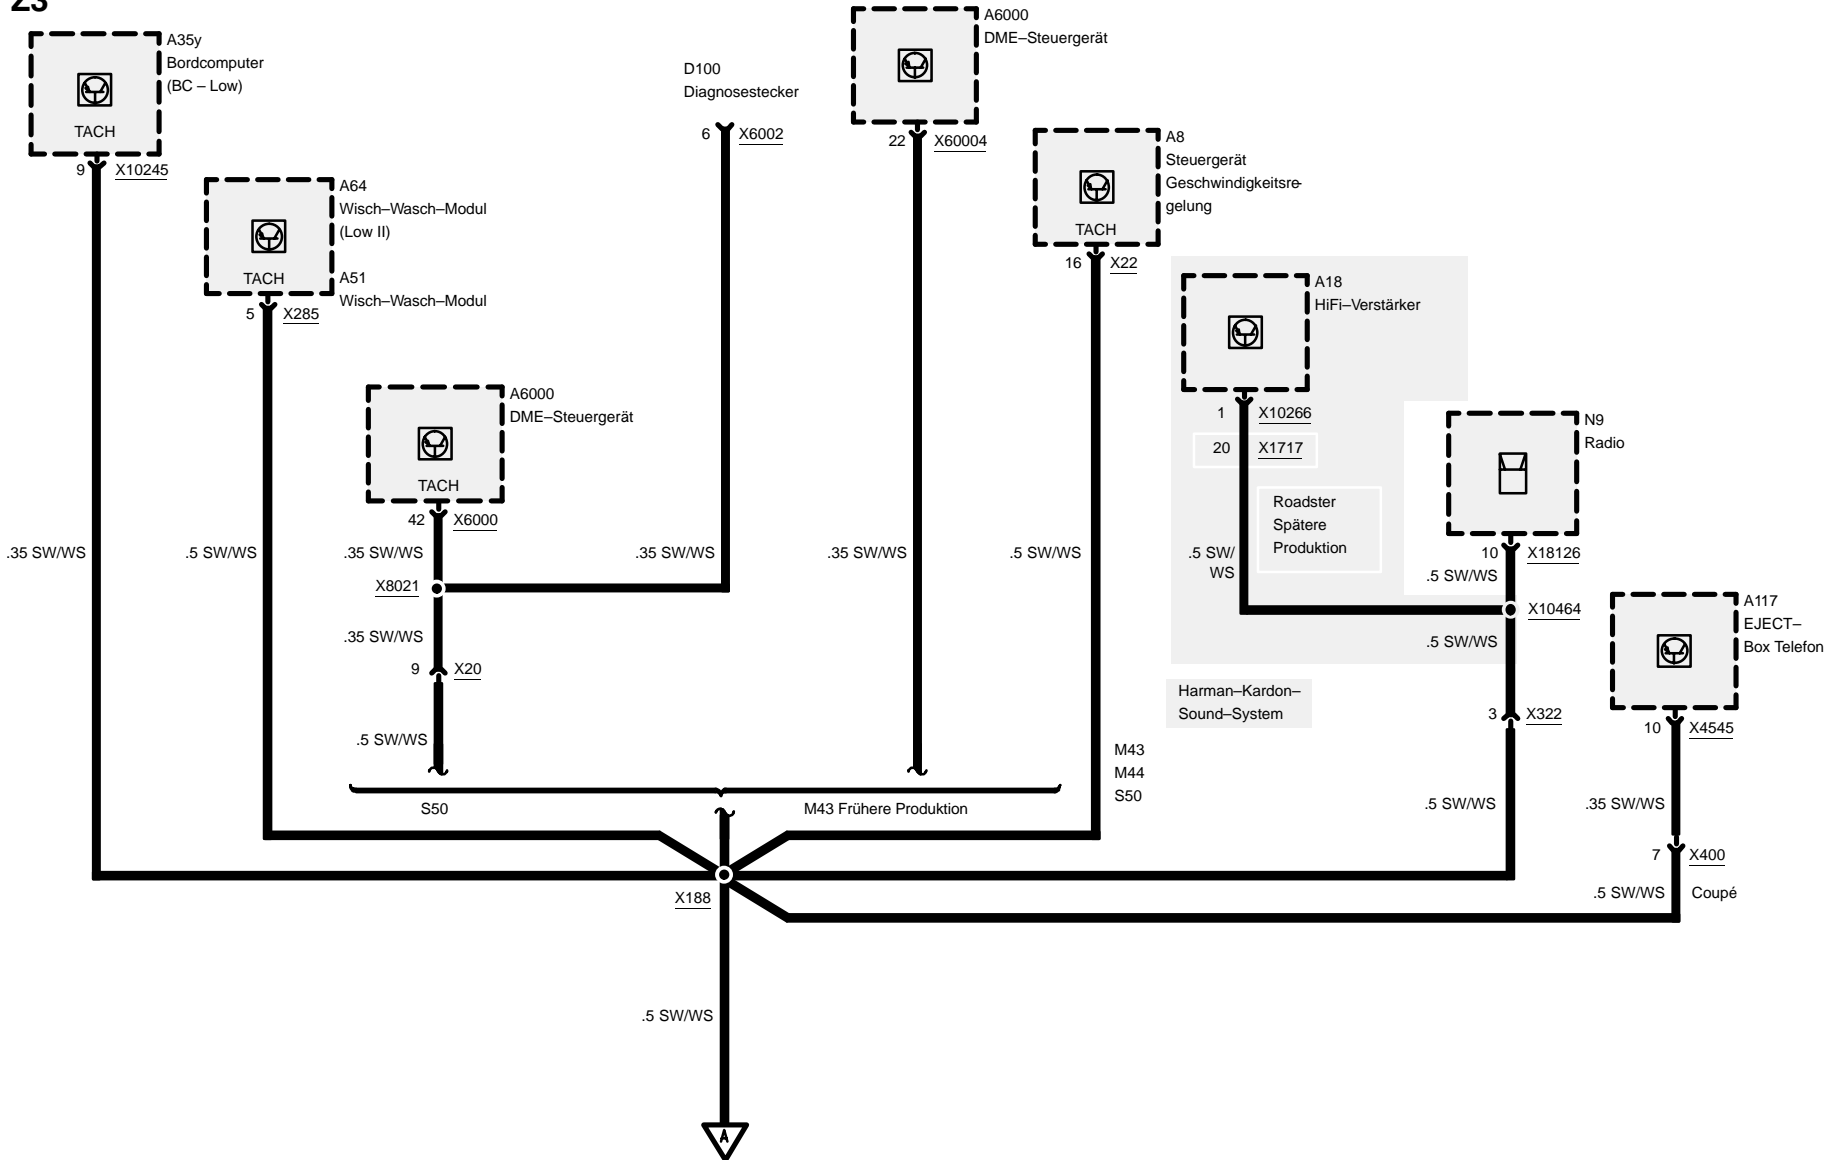 Z3
A35y
Bordcomputer
(BC – Low)
TACH
9
X10245
A64
Wisch–Wasch–Modul
(Low II)
TACH
A51
Wisch–Wasch–Modul
5
X285
A6000
DME–Steuergerät
TACH
42
X6000
D100
Diagnosestecker
6
X6002
A6000
DME–Steuergerät
22
X60004
A8
Steuergerät
Geschwindigkeitsre-
gelung
TACH
16
X22
A18
HiFi–Verstärker
1
X10266
20
X1717
Roadster
Spätere
Produktion
N9
Radio
10
X18126
.35 SW/WS
.5 SW/WS
.35 SW/WS
.35 SW/WS
.35 SW/WS
.5 SW/WS
.5 SW/
WS
.5 SW/WS
X8021
X10464
A117
EJECT–
Box Telefon
.35 SW/WS
.5 SW/WS
9
X20
Harman–Kardon–
Sound–System
3
X322
10
X4545
.5 SW/WS
M43
M44
S50
S50
M43 Frühere Produktion
.5 SW/WS
.35 SW/WS
7
X400
X188
.5 SW/WS
Coupé
.5 SW/WS
A